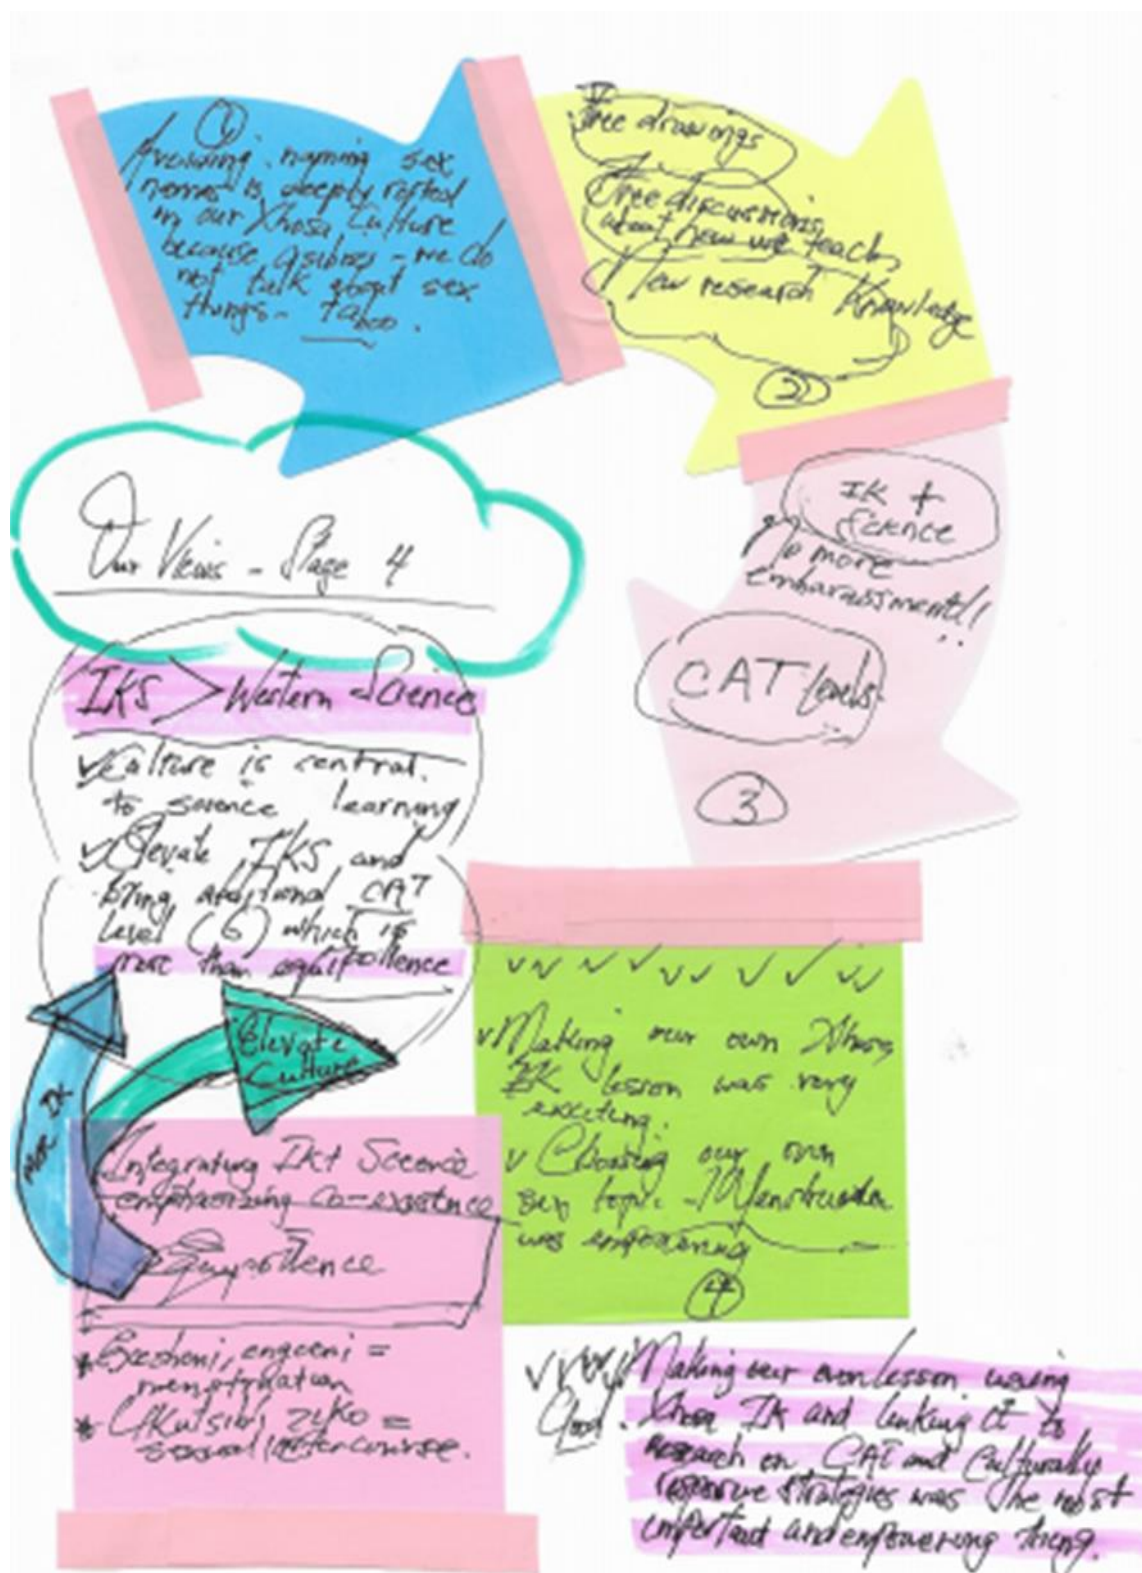 1
Avoiding naming sex
names is deeply rooted
in our Xhosa Culture
because - we do
not talk about sex
things - taboo.
Free drawings
Free discussions
about how we teach
New research Knowledge
2
IK +
Science
No more
embarassment!!
CAT levels
3
Our Views - Stage 4
IKS > Western Science
✓ Culture is central
to science learning
✓ Elevate IKS and
bring additional CAT
level (6) which is
more than equipollence
Elevate
Culture
IK
✓ Making our own Xhosa
IK lesson was very
exciting.
✓ Choosing our own
sex topic - Menstruation
was empowering
4
Integrating IK + Science
emphasizing co-existence
Equipollence
* engceni =
menstruation
* ziko =
sexual intercourse.
✓✓✓✓ Making our own lesson using
Good. Xhosa IK and linking it to
research on CAT and culturally
responsive strategies was the most
important and empowering thing.